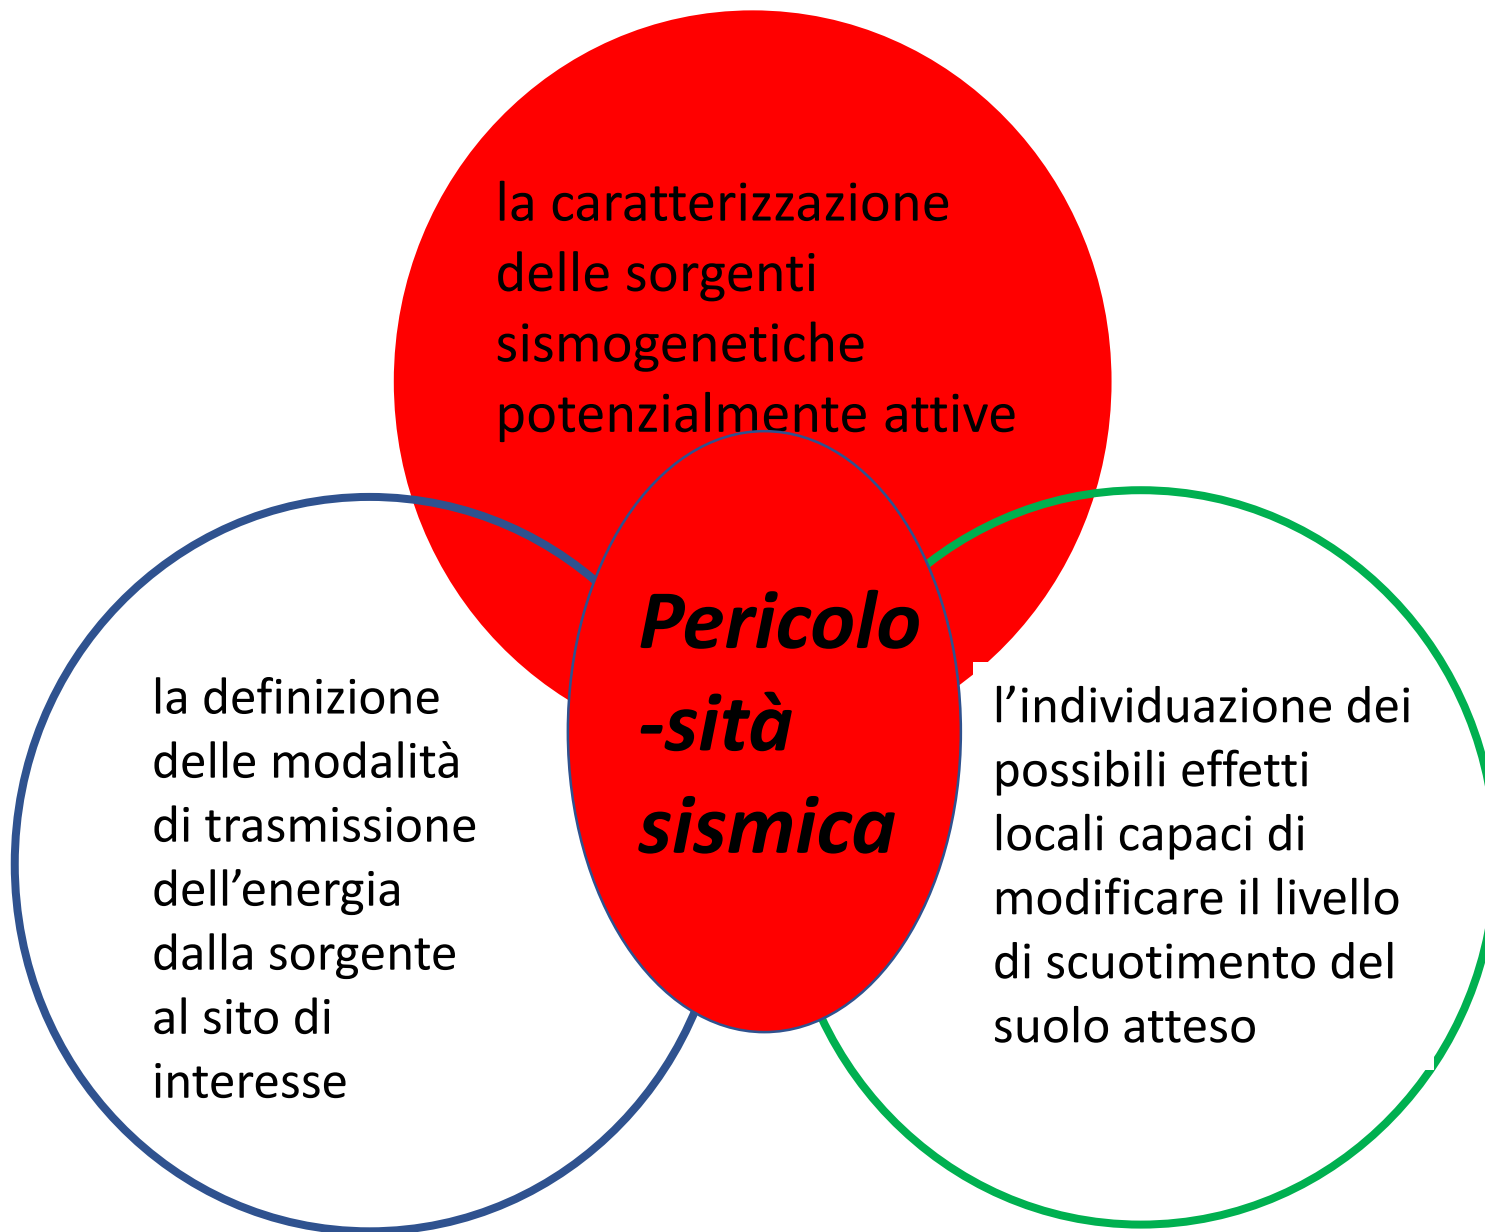 la caratterizzazione
delle sorgenti
sismogenetiche
potenzialmente attive
Pericolo
-sità
sismica
la definizione
delle modalità
di trasmissione
dell’energia
dalla sorgente
al sito di
interesse
l’individuazione dei
possibili effetti
locali capaci di
modificare il livello
di scuotimento del
suolo atteso